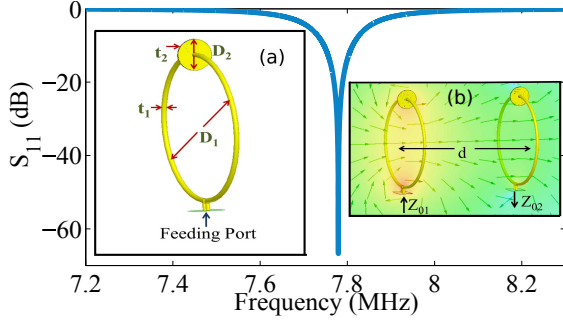 S₁₁ (dB)
0
−20
−40
−60
7.2
7.4
7.6
7.8
8
8.2
Frequency (MHz)
(a)
t₂
D₂
t₁
D₁
Feeding Port
(b)
d
Z₀₁
Z₀₂